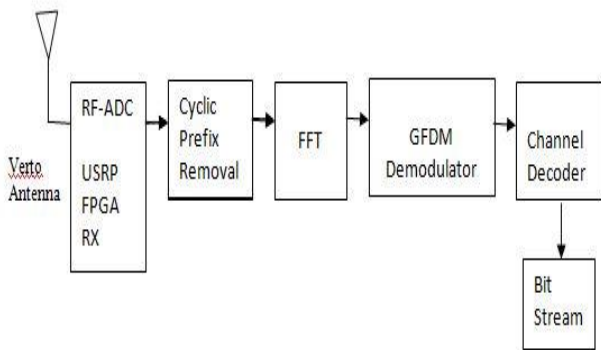 Verto
Antenna
RF-ADC
USRP
FPGA
RX
Cyclic
Prefix
Removal
FFT
GFDM
Demodulator
Channel
Decoder
Bit
Stream